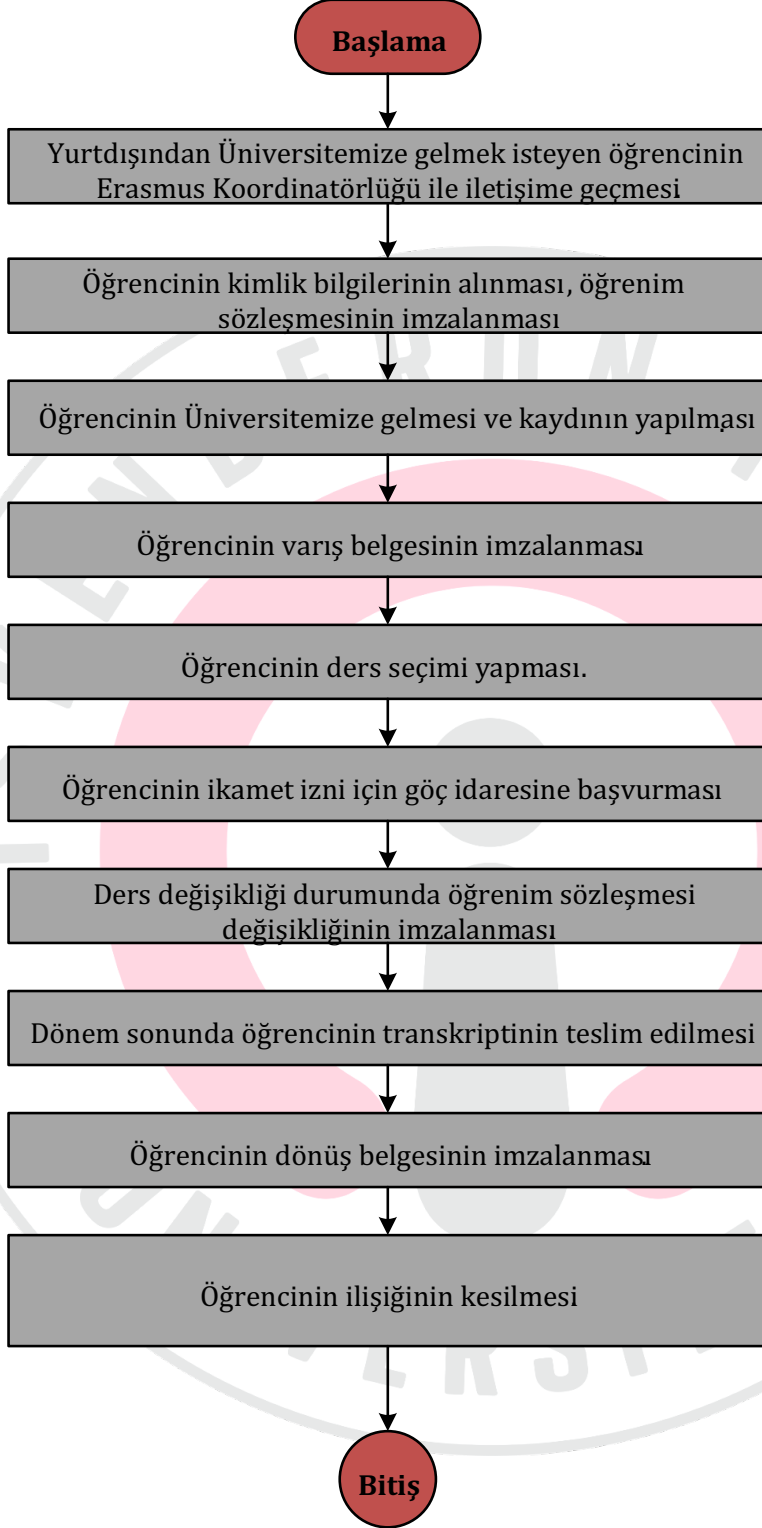 Başlama
Yurtdışından Üniversitemize gelmek isteyen öğrencinin
Erasmus Koordinatörlüğü ile iletişime geçmesi.
Öğrencinin kimlik bilgilerinin alınması, öğrenim
sözleşmesinin imzalanması
Öğrencinin Üniversitemize gelmesi ve kaydının yapılması.
Öğrencinin varış belgesinin imzalanması.
Öğrencinin ders seçimi yapması.
Öğrencinin ikamet izni için göç idaresine başvurması.
Ders değişikliği durumunda öğrenim sözleşmesi
değişikliğinin imzalanması.
Dönem sonunda öğrencinin transkriptinin teslim edilmesi.
Öğrencinin dönüş belgesinin imzalanması.
Öğrencinin ilişiğinin kesilmesi.
Bitiş